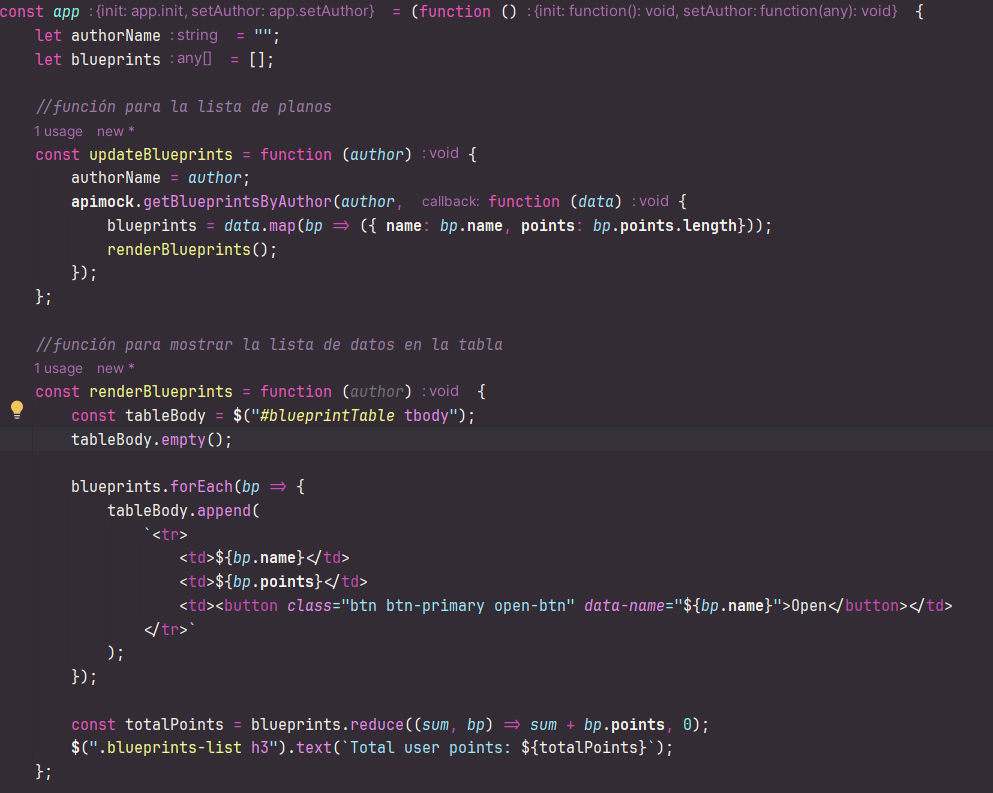 const app : {init: app.init, setAuthor: app.setAuthor} = (function () : {init: function(): void, setAuthor: function(any): void} {
    let authorName : string = "";
    let blueprints : any[] = [];

    //función para la lista de planos
    1 usage new *
    const updateBlueprints = function (author) : void {
        authorName = author;
        apimock.getBlueprintsByAuthor(author, callback: function (data) : void {
            blueprints = data.map(bp => ({ name: bp.name, points: bp.points.length}));
            renderBlueprints();
        });
    };

    //función para mostrar la lista de datos en la tabla
    1 usage new *
    const renderBlueprints = function (author) : void {
        const tableBody = $("#blueprintTable tbody");
        tableBody.empty();

        blueprints.forEach(bp => {
            tableBody.append(
                `<tr>
                    <td>${bp.name}</td>
                    <td>${bp.points}</td>
                    <td><button class="btn btn-primary open-btn" data-name="${bp.name}">Open</button></td>
                </tr>`
            );
        });

        const totalPoints = blueprints.reduce((sum, bp) => sum + bp.points, 0);
        $(".blueprints-list h3").text(`Total user points: ${totalPoints}`);
    };